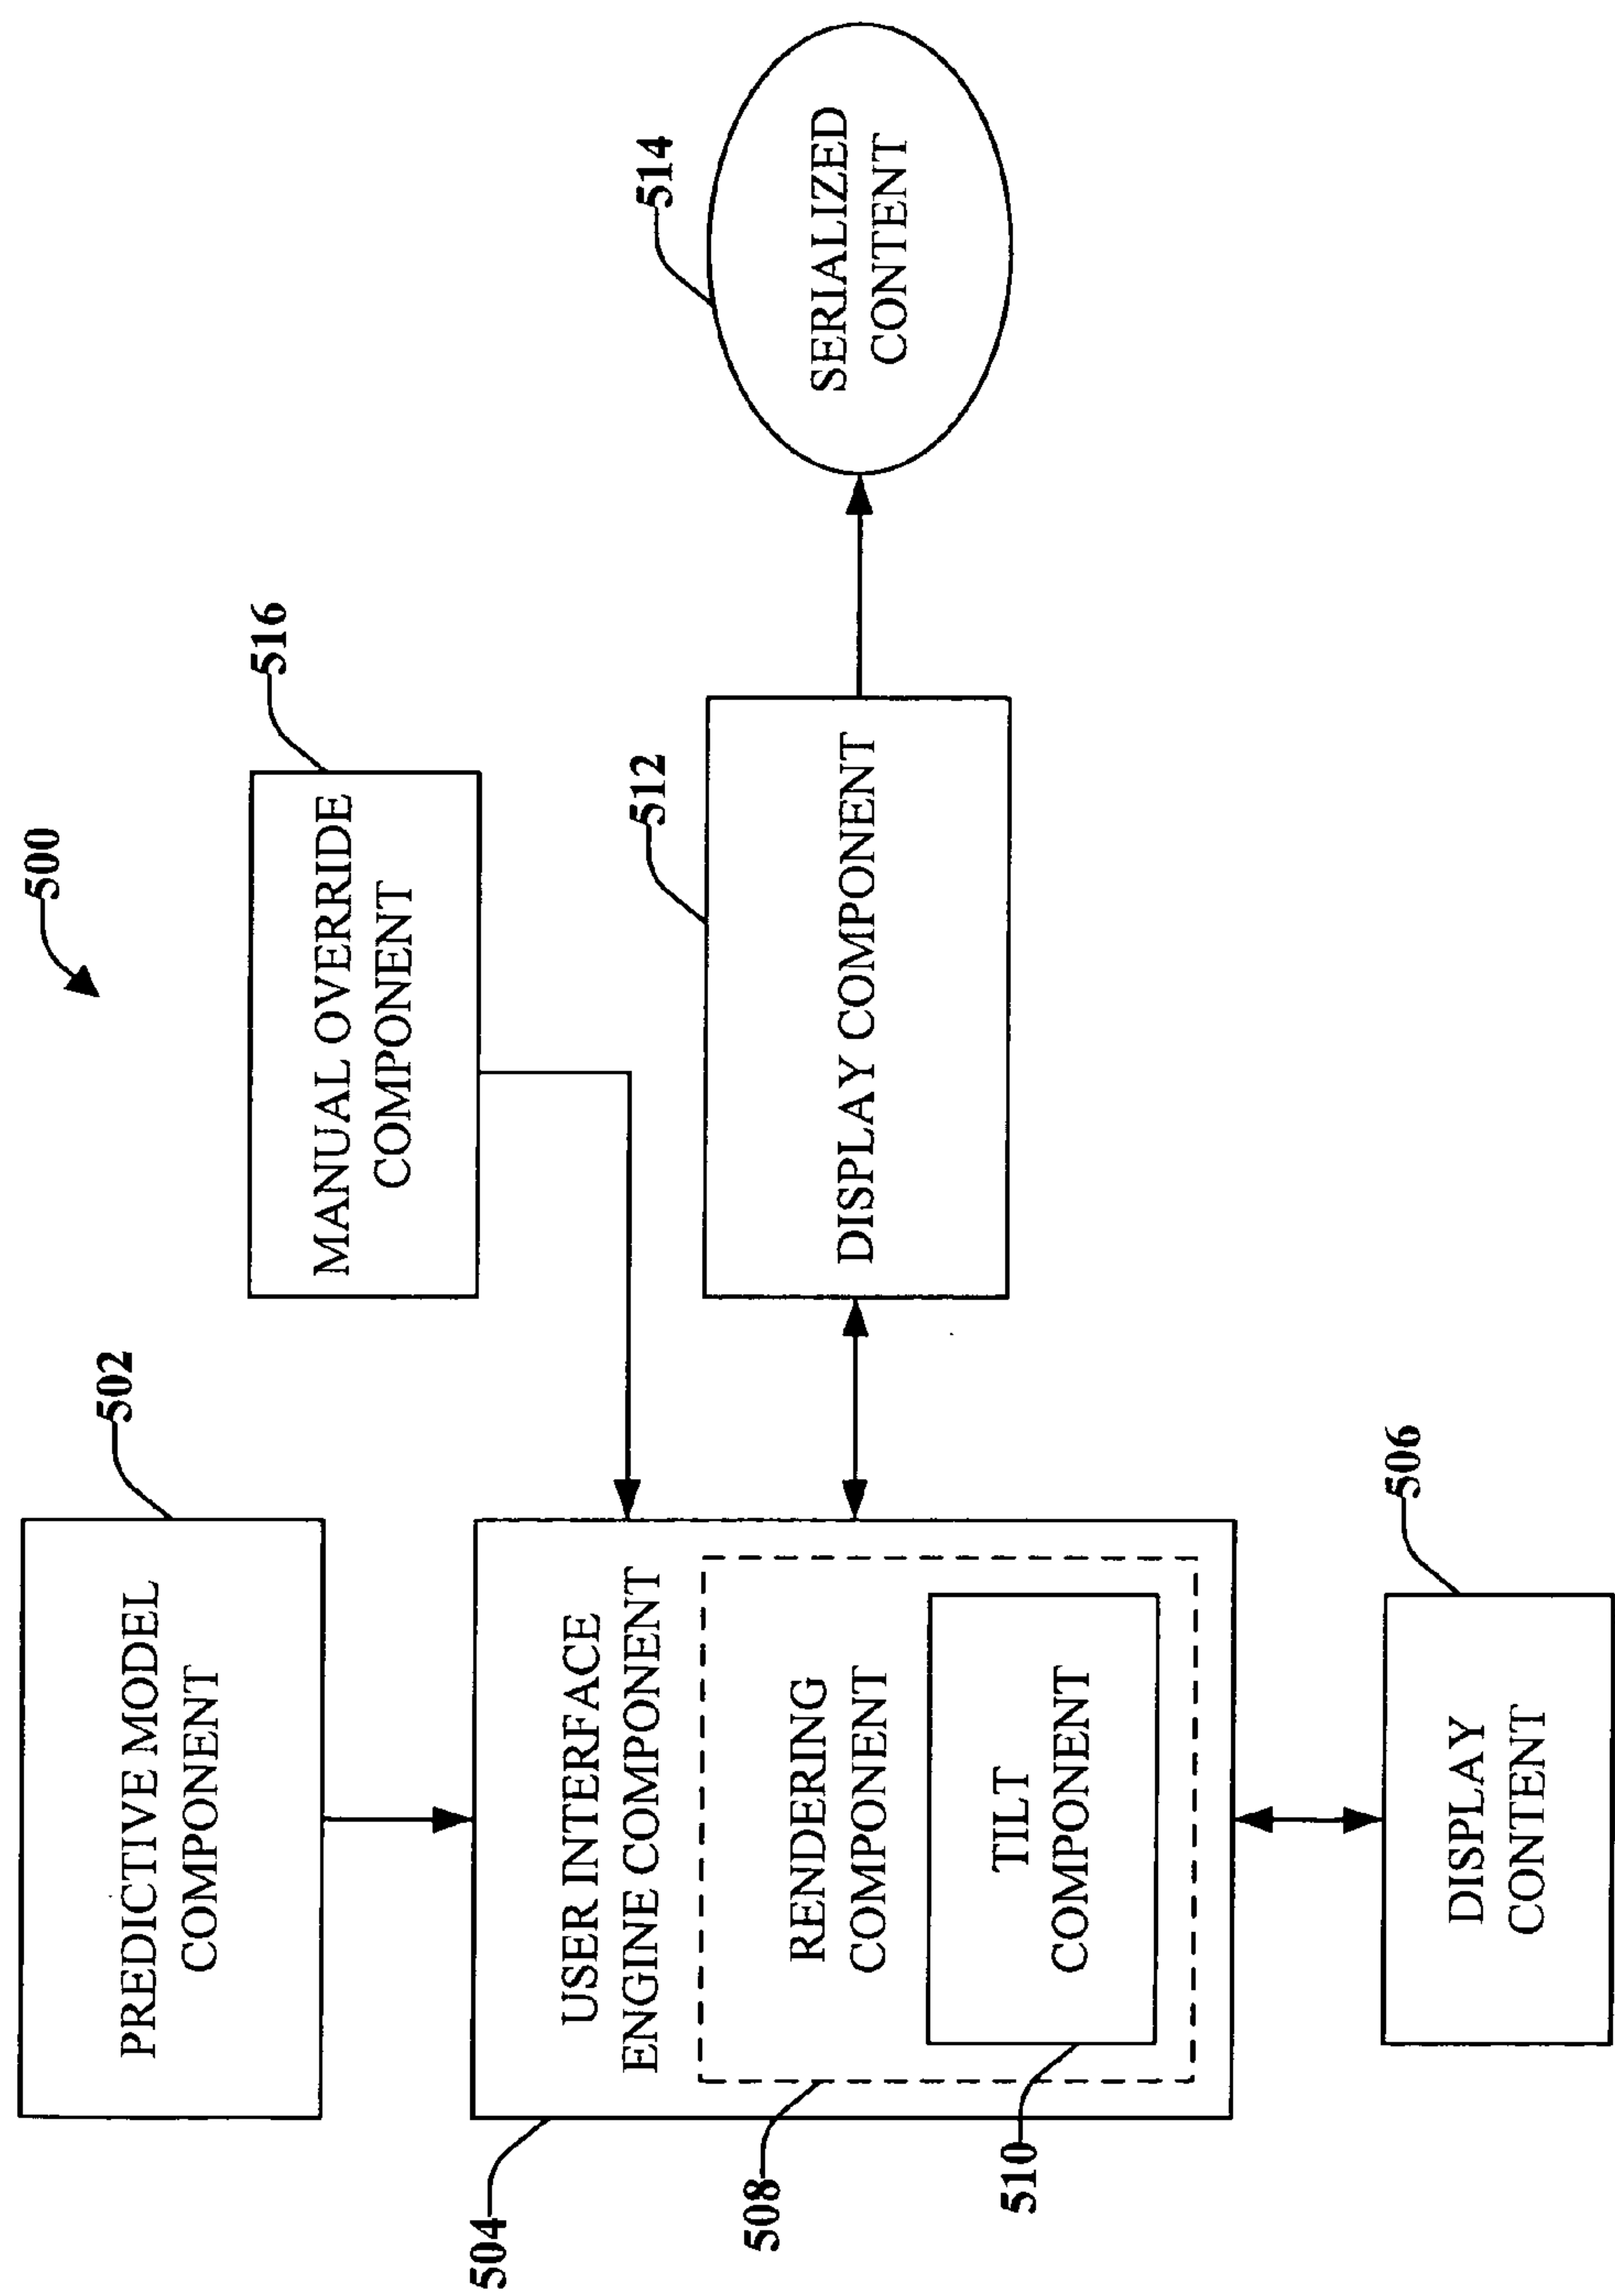 500
502
PREDICTIVE MODEL
COMPONENT
516
MANUAL OVERRIDE
COMPONENT
504
USER INTERFACE
ENGINE COMPONENT
508
RENDERING
COMPONENT
510
TILT
COMPONENT
512
DISPLAY COMPONENT
514
SERIALIZED
CONTENT
506
DISPLAY
CONTENT